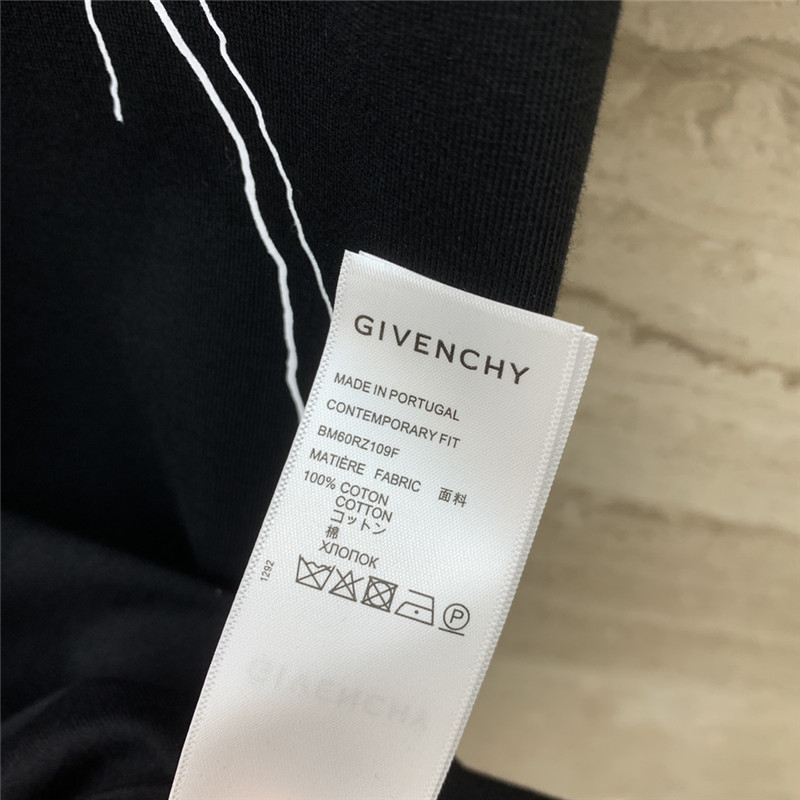 GIVENCHY
MADE IN PORTUGAL
CONTEMPORARY FIT
BM60RZ109F
MATIÈRE FABRIC 面料
100% COTON
COTTON
コットン
棉
ХЛОПОК
1292
P
GIVENCHY